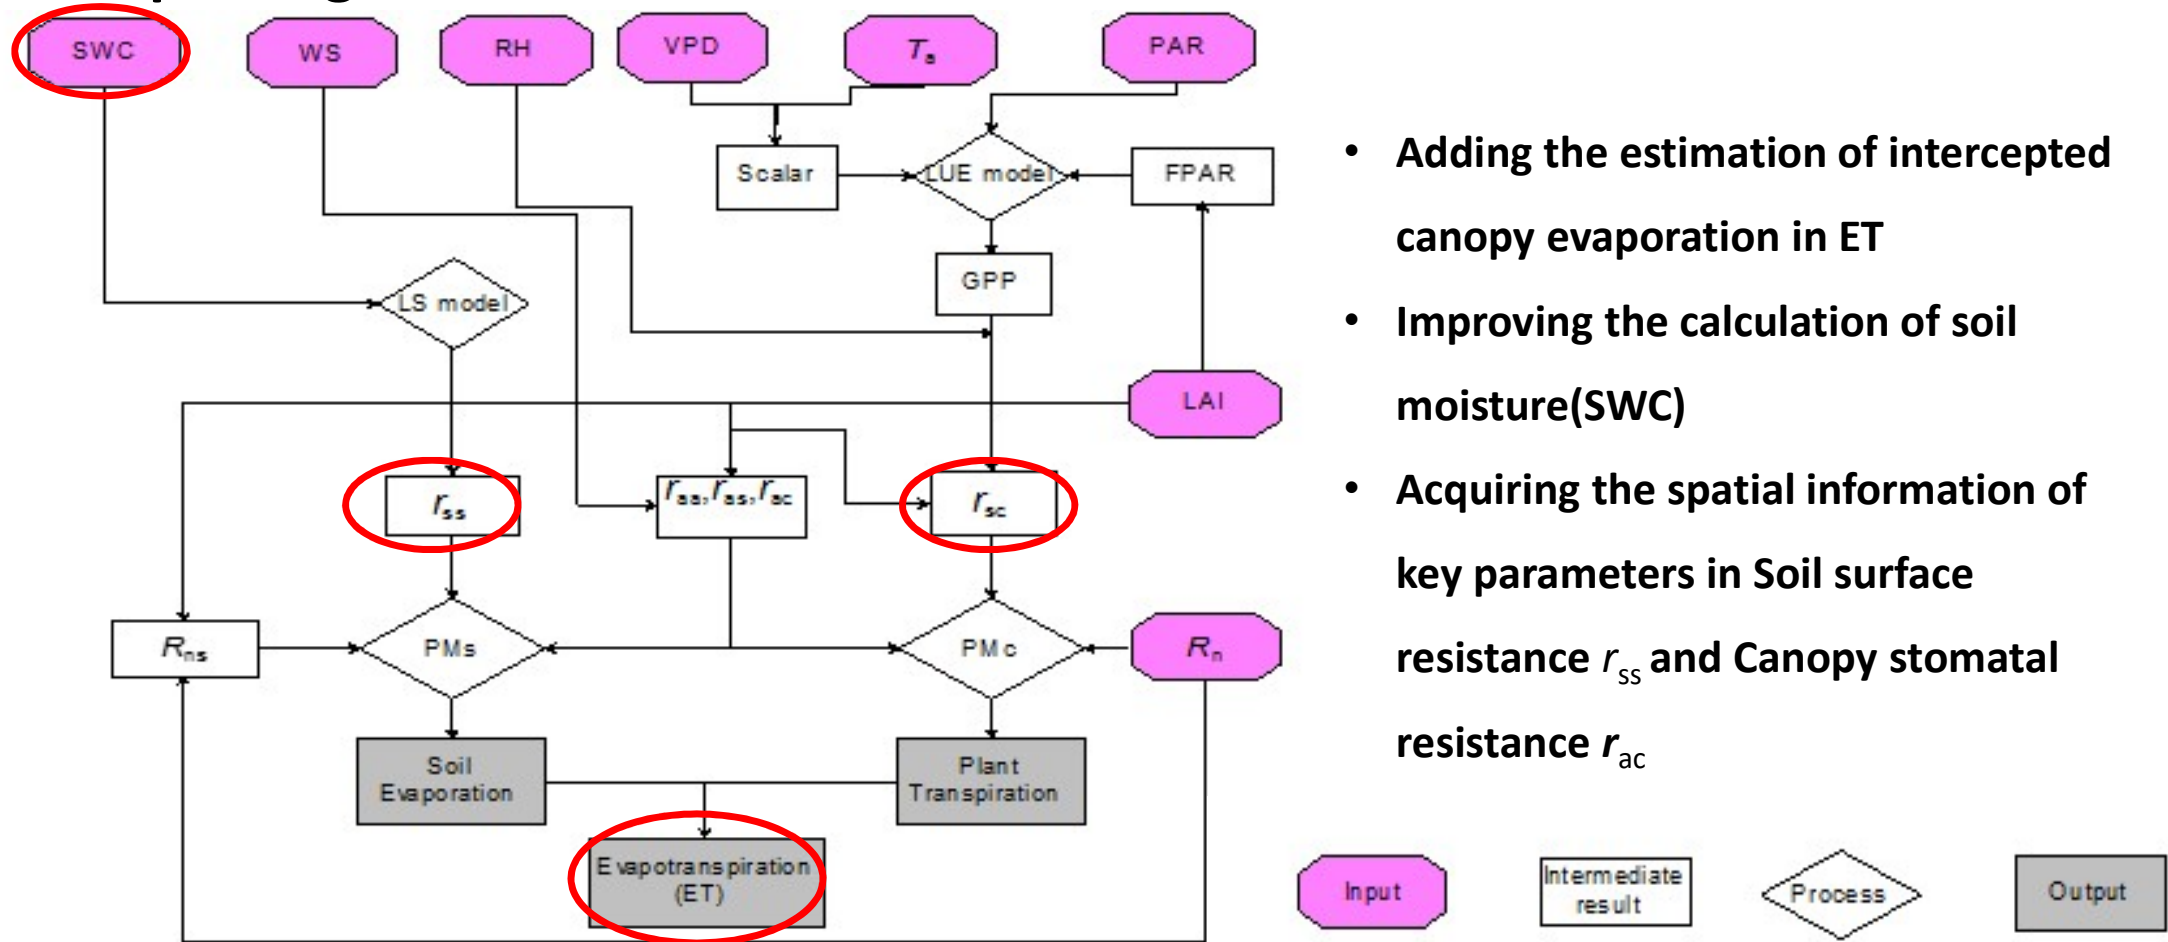 SWC
WS
RH
VPD
Ta
PAR
Scalar
LUE model
FPAR
LS model
GPP
LAI
rss
raa,ras,rac
rsc
Rns
PMs
PMc
Rn
Soil
Evaporation
Plant
Transpiration
Evapotranspiration
(ET)
• Adding the estimation of intercepted
canopy evaporation in ET
• Improving the calculation of soil
moisture(SWC)
• Acquiring the spatial information of
key parameters in Soil surface
resistance rss and Canopy stomatal
resistance rac
Input
Intermediate
result
Process
Output